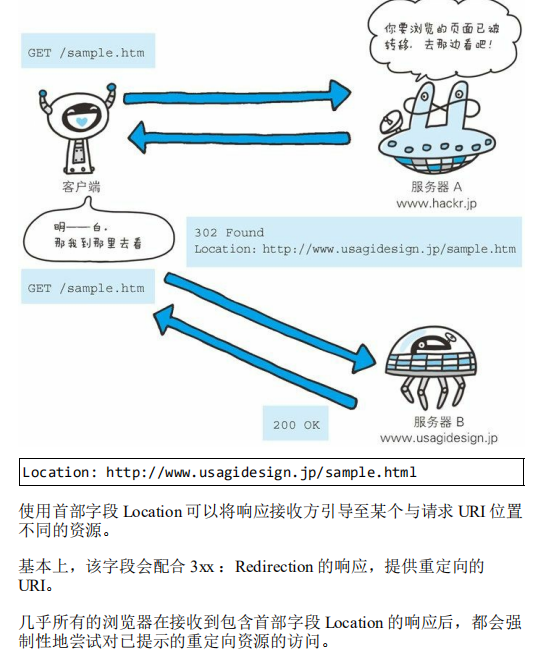 你要浏览的页面已被
转移，去那边看吧！
GET /sample.htm
客户端
服务器 A
www.hackr.jp
明——白，
那我到那里去看
302 Found
Location: http://www.usagidesign.jp/sample.htm
GET /sample.htm
200 OK
服务器 B
www.usagidesign.jp
Location: http://www.usagidesign.jp/sample.html
使用首部字段 Location 可以将响应接收方引导至某个与请求 URI 位置
不同的资源。
基本上，该字段会配合 3xx ：Redirection 的响应，提供重定向的
URI。
几乎所有的浏览器在接收到包含首部字段 Location 的响应后，都会强
制性地尝试对已提示的重定向资源的访问。